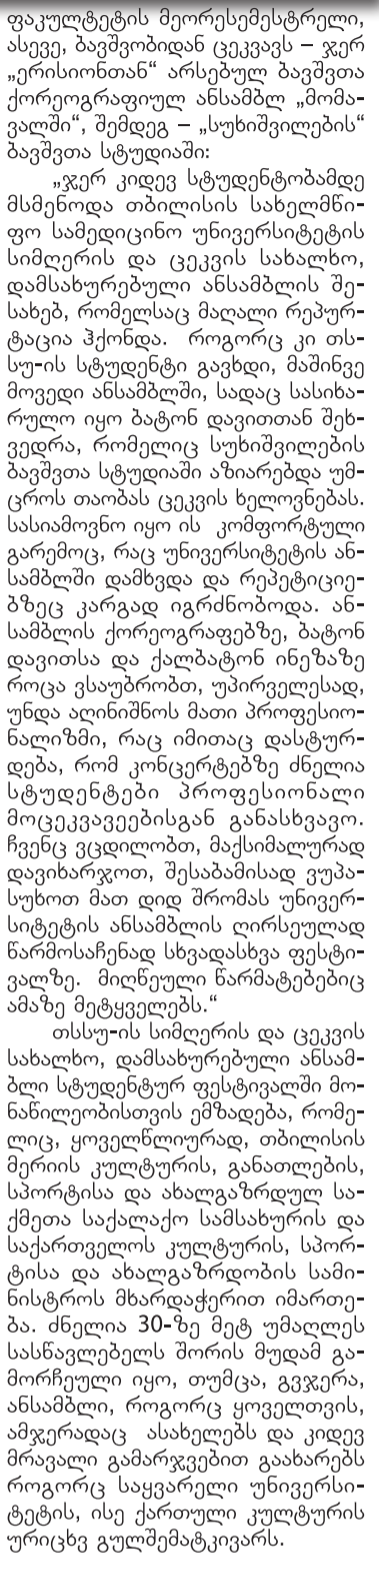 ფაკულტეტის მეორესემესტრელი,
ასევე, ბავშვობიდან ცეკვავს – ჯერ
„ერისიონთან“ არსებულ ბავშვთა
ქორეოგრაფიულ ანსამბლ „მომა-
ვალში“, შემდეგ – „სუხიშვილების“
ბავშვთა სტუდიაში:
„ჯერ კიდევ სტუდენტობამდე
მსმენოდა თბილისის სახელმწი-
ფო სამედიცინო უნივერსიტეტის
სიმღერის და ცეკვის სახალხო,
დამსახურებული ანსამბლის შე-
სახებ, რომელსაც მაღალი რეპურ-
ტაცია ჰქონდა. როგორც კი თს-
სუ-ის სტუდენტი გავხდი, მაშინვე
მოვედი ანსამბლში, სადაც სასიხა-
რულო იყო ბატონ დავითთან შეხ-
ვედრა, რომელიც სუხიშვილების
ბავშვთა სტუდიაში აზიარებდა უმ-
ცროს თაობას ცეკვის ხელოვნებას.
სასიამოვნო იყო ის კომფორტული
გარემოც, რაც უნივერსიტეტის ან-
სამბლში დამხვდა და რეპეტიციე-
ბზეც კარგად იგრძნობოდა. ან-
სამბლის ქორეოგრაფებზე, ბატონ
დავითსა და ქალბატონ ინეზაზე
როცა ვსაუბრობთ, უპირველესად,
უნდა აღინიშნოს მათი პროფესიო-
ნალიზმი, რაც იმითაც დასტურ-
დება, რომ კონცერტებზე ძნელია
სტუდენტები პროფესიონალი
მოცეკვავეებისგან განასხვავო.
ჩვენც ვცდილობთ, მაქსიმალურად
დავიხარჯოთ, შესაბამისად ვუპა-
სუხოთ მათ დიდ შრომას უნივერ-
სიტეტის ანსამბლის ღირსეულად
წარმოსაჩენად სხვადასხვა ფესტი-
ვალზე. მიღწეული წარმატებებიც
ამაზე მეტყველებს.“
თსსუ-ის სიმღერის და ცეკვის
სახალხო, დამსახურებული ანსამ-
ბლი სტუდენტურ ფესტივალში მო-
ნაწილეობისთვის ემზადება, რომე-
ლიც, ყოველწლიურად, თბილისის
მერიის კულტურის, განათლების,
სპორტისა და ახალგაზრდულ სა-
ქმეთა საქალაქო სამსახურის და
საქართველოს კულტურის, სპორ-
ტისა და ახალგაზრდობის სამი-
ნისტროს მხარდაჭერით იმართე-
ბა. ძნელია 30-ზე მეტ უმაღლეს
სასწავლებელს შორის მუდამ გა-
მორჩეული იყო, თუმცა, გვჯერა,
ანსამბლი, როგორც ყოველთვის,
ამჯერადაც ასახელებს და კიდევ
მრავალი გამარჯვებით გაახარებს
როგორც საყვარელი უნივერსი-
ტეტის, ისე ქართული კულტურის
ურიცხვ გულშემატკივარს.